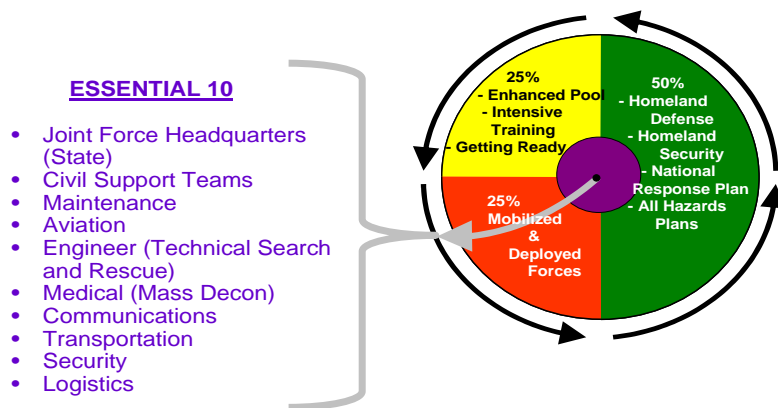 ESSENTIAL 10
• Joint Force Headquarters
(State)
• Civil Support Teams
• Maintenance
• Aviation
• Engineer (Technical Search
and Rescue)
• Medical (Mass Decon)
• Communications
• Transportation
• Security
• Logistics
25%
- Enhanced Pool
- Intensive
Training
- Getting Ready
50%
- Homeland
Defense
- Homeland
Security
- National
Response Plan
- All Hazards
Plans
25%
Mobilized
&
Deployed
Forces